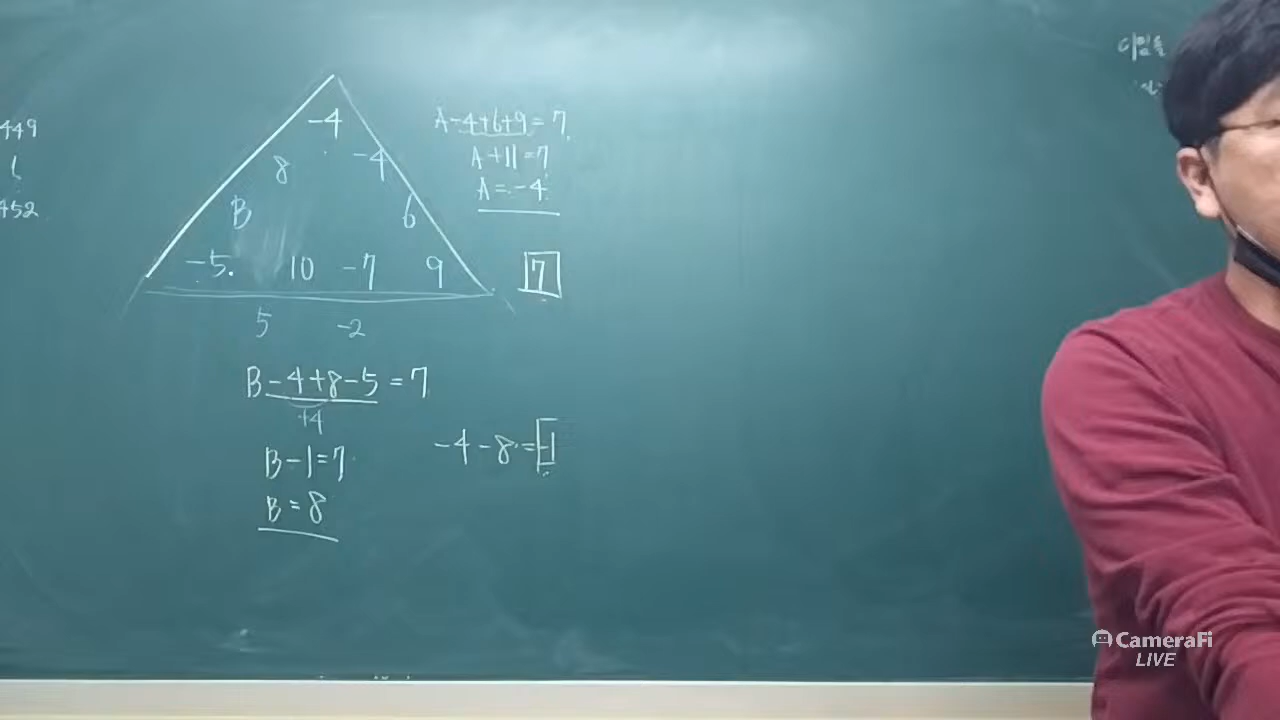 449
452
-4
8
-4
B
6
-5.
10
-7
9
5
-2
A-4+6+9=7
A+11=7
A=-4
7
B-4+8-5=7
+4
B-1=7
B=8
-4-8=-1
CameraFi
LIVE